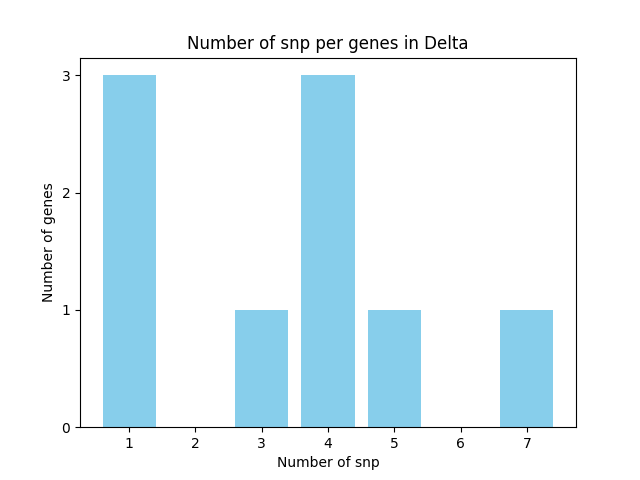 Number of snp per genes in Delta
3
2
1
0
Number of genes
1 2 3 4 5 6 7
Number of snp